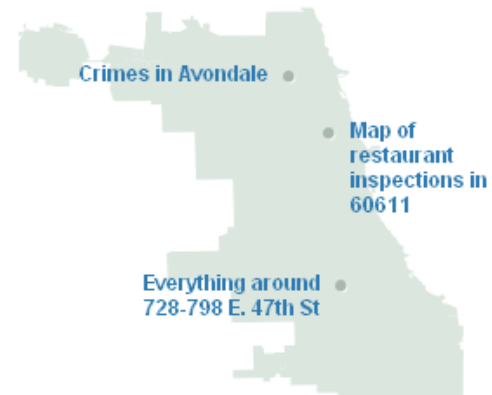 Crimes in Avondale
Map of
restaurant
inspections in
60611
Everything around
728-798 E. 47th St